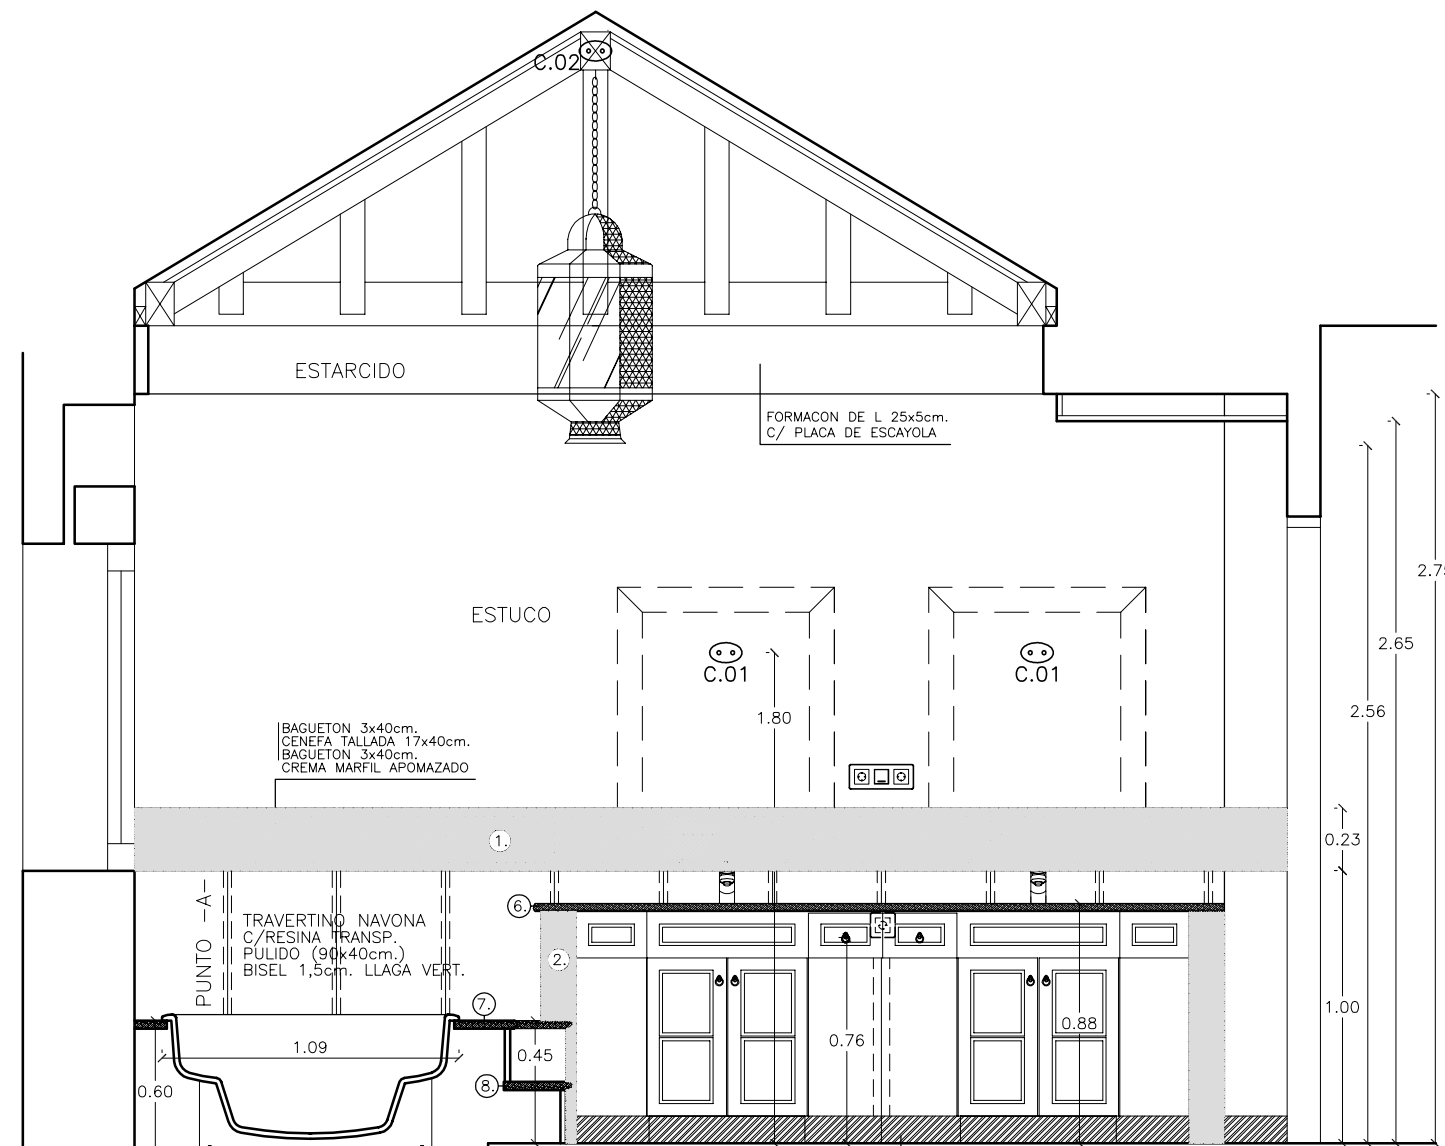 C.02
ESTARCIDO
FORMACON DE L 25x5cm.
C/ PLACA DE ESCAYOLA
ESTUCO
C.01
C.01
1.80
2.56
2.65
BAGUETON 3x40cm.
CENEFA TALLADA 17x40cm.
BAGUETON 3x40cm.
CREMA MARFIL APOMAZADO
1.
0.23
PUNTO -A-
TRAVERTINO NAVONA
C/RESINA TRANSP.
PULIDO (90x40cm.)
BISEL 1,5cm. LLAGA VERT.
6.
2.
7.
8.
1.09
0.60
0.45
0.76
0.88
1.00